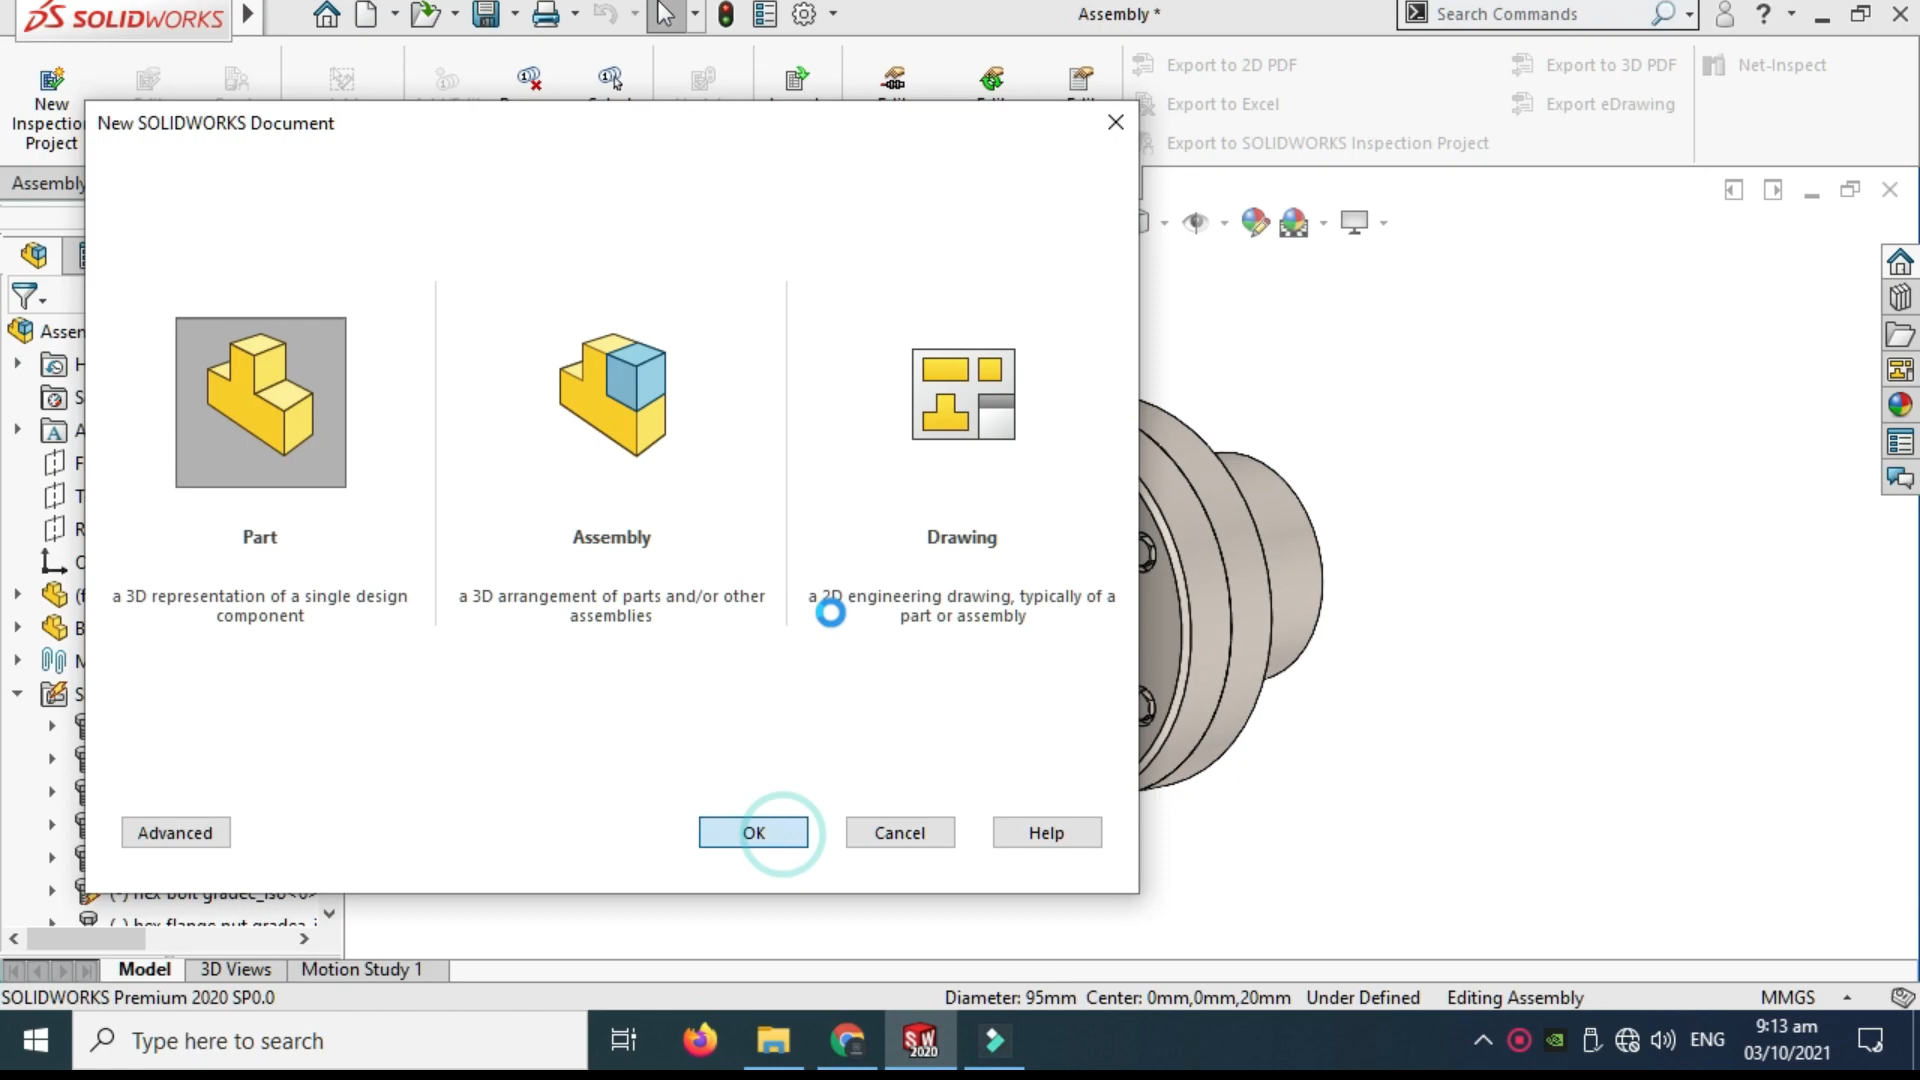 SOLIDWORKS
Assembly *
Search Commands
New
Inspectio
Project
Export to 2D PDF
Export to Excel
Export to SOLIDWORKS Inspection Project
Export to 3D PDF
Export eDrawing
Net-Inspect
Assembly
New SOLIDWORKS Document
Assen
Part
a 3D representation of a single design
component
Assembly
a 3D arrangement of parts and/or other
assemblies
Drawing
a 2D engineering drawing, typically of a
part or assembly
Advanced
OK
Cancel
Help
Model
3D Views
Motion Study 1
SOLIDWORKS Premium 2020 SP0.0
Diameter: 95mm Center: 0mm,0mm,20mm
Under Defined
Editing Assembly
MMGS
Type here to search
SW
2020
ENG
9:13 am
03/10/2021